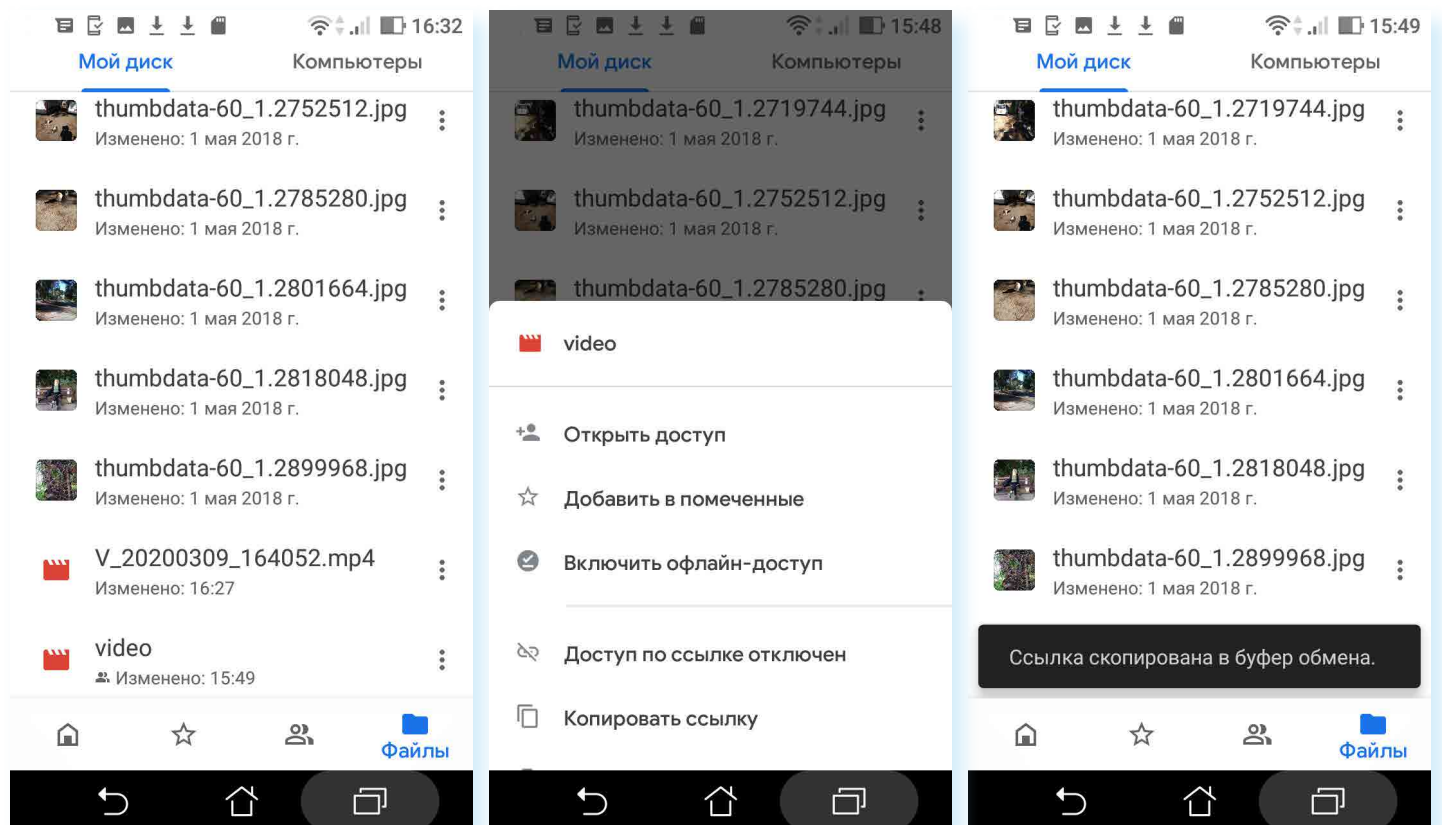 16:32
Мой диск Компьютеры
thumbdata-60_1.2752512.jpg
Изменено: 1 мая 2018 г.
thumbdata-60_1.2785280.jpg
Изменено: 1 мая 2018 г.
thumbdata-60_1.2801664.jpg
Изменено: 1 мая 2018 г.
thumbdata-60_1.2818048.jpg
Изменено: 1 мая 2018 г.
thumbdata-60_1.2899968.jpg
Изменено: 1 мая 2018 г.
V_20200309_164052.mp4
Изменено: 16:27
video
Изменено: 15:49
Файлы
15:48
Мой диск Компьютеры
thumbdata-60_1.2719744.jpg
Изменено: 1 мая 2018 г.
thumbdata-60_1.2752512.jpg
Изменено: 1 мая 2018 г.
thumbdata-60_1.2785280.jpg
video
Открыть доступ
Добавить в помеченные
Включить офлайн-доступ
Доступ по ссылке отключен
Копировать ссылку
15:49
Мой диск Компьютеры
thumbdata-60_1.2719744.jpg
Изменено: 1 мая 2018 г.
thumbdata-60_1.2752512.jpg
Изменено: 1 мая 2018 г.
thumbdata-60_1.2785280.jpg
Изменено: 1 мая 2018 г.
thumbdata-60_1.2801664.jpg
Изменено: 1 мая 2018 г.
thumbdata-60_1.2818048.jpg
Изменено: 1 мая 2018 г.
thumbdata-60_1.2899968.jpg
Изменено: 1 мая 2018 г.
Ссылка скопирована в буфер обмена.
Файлы